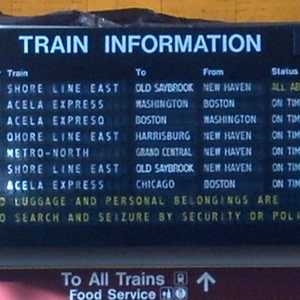 TRAIN INFORMATION
Train To From Status
SHORE LINE EAST OLD SAYBROOK NEW HAVEN ALL AB
ACELA EXPRESS WASHINGTON BOSTON ON TIM
ACELA EXPRESO BOSTON WASHINGTON ON TIM
OHORE LINE EAST HARRISBURG NEW HAVEN ON TIM
METRO-NORTH GRAND CENTRAL NEW HAVEN ON TIM
SHORE LINE EAST OLD SAYBROOK NEW HAVEN ON TIM
ACELA EXPRESS CHICAGO BOSTON ON TIM
O LUGGAGE AND PERSONAL BELONGINGS ARE
O SEARCH AND SEIZURE BY SECURITY OR POLI
To All Trains
Food Service